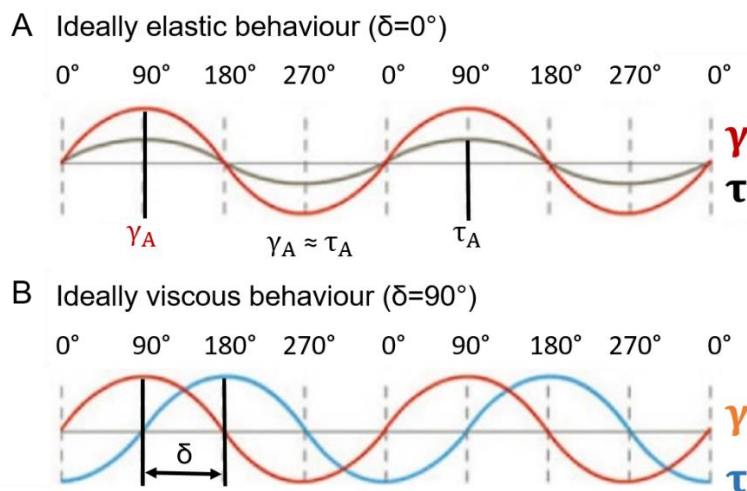 A Ideally elastic behaviour (δ=0°)
0° 90° 180° 270° 0° 90° 180° 270° 0°
γ
τ
γA γA ≈ τA τA
B Ideally viscous behaviour (δ=90°)
0° 90° 180° 270° 0° 90° 180° 270° 0°
γ
δ
τ